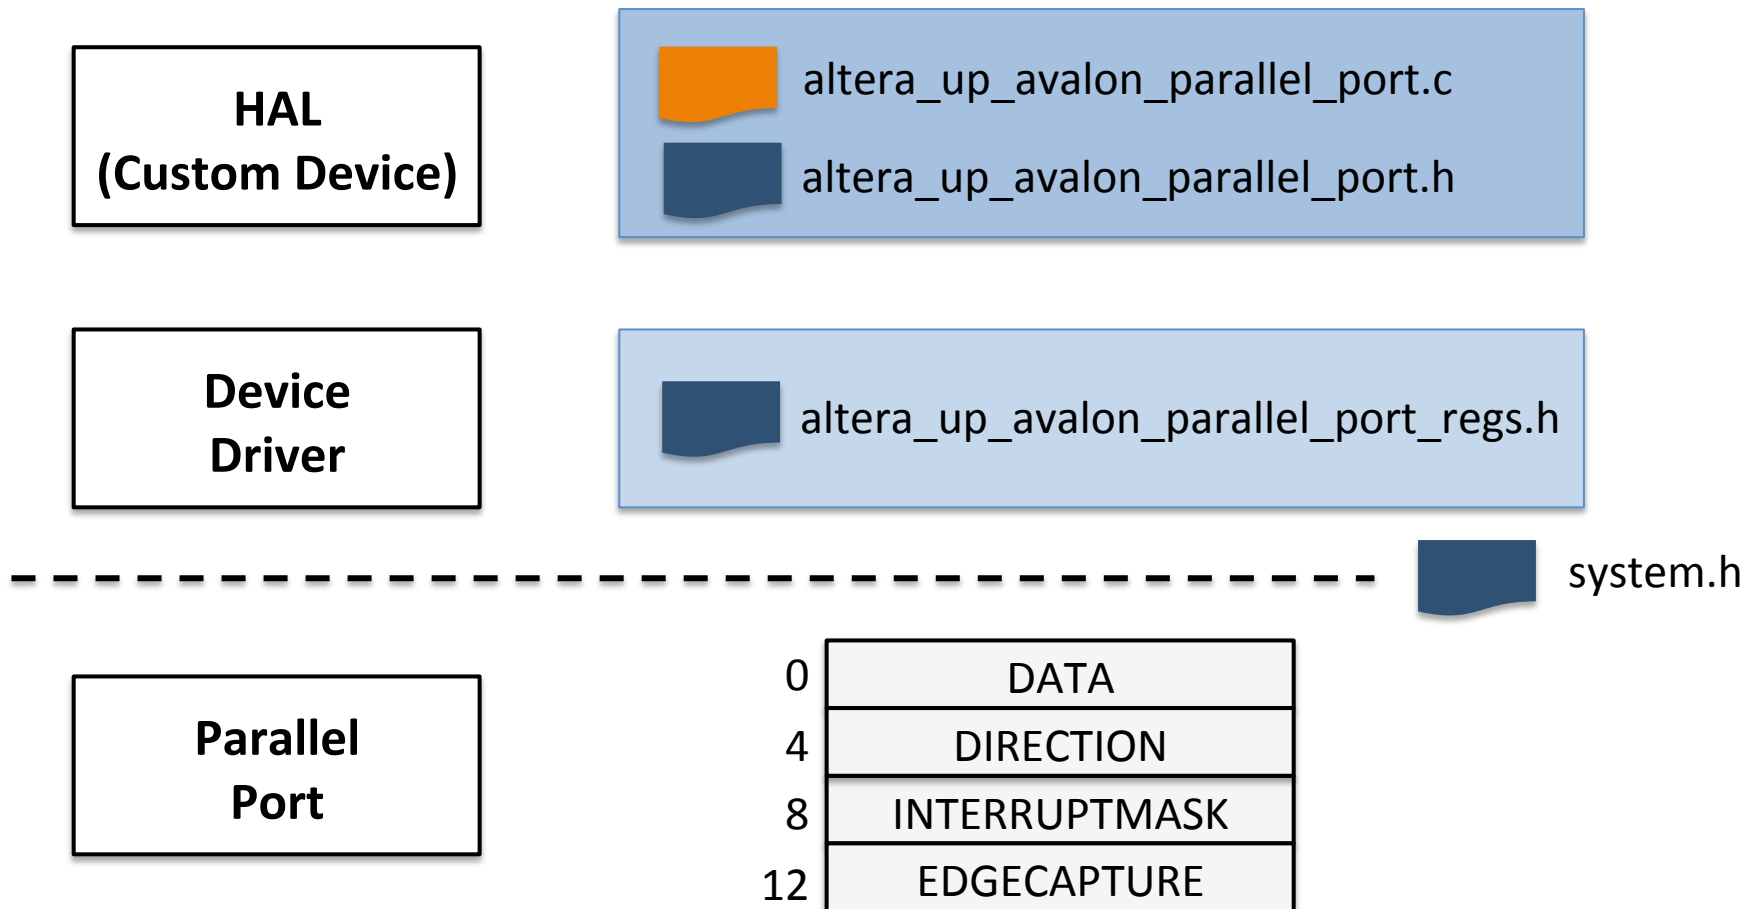 HAL
(Custom Device)
altera_up_avalon_parallel_port.c
altera_up_avalon_parallel_port.h
Device
Driver
altera_up_avalon_parallel_port_regs.h
system.h
Parallel
Port
0 DATA
4 DIRECTION
8 INTERRUPTMASK
12 EDGECAPTURE